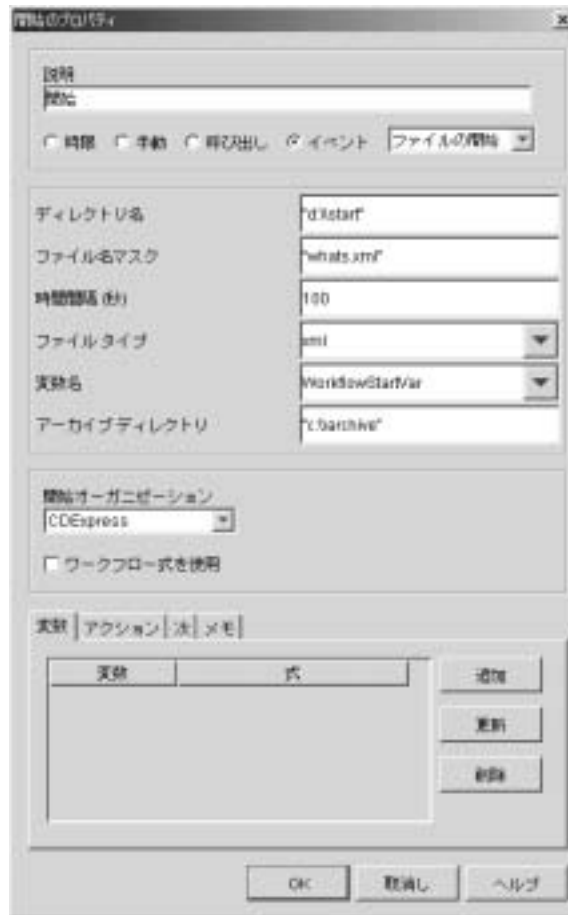 開始のプロパティ
説明
開始
時限 手動 呼び出し イベント ファイルの開始
ディレクトリ名 "d:\\start"
ファイル名マスク "whats.xml"
時間間隔 (秒) 100
ファイルタイプ xml
変数名 WorkflowStartVar
アーカイブディレクトリ "c:\\archive"
開始オーガニゼーション
CDExpress
ワークフロー式を使用
変数 アクション 次 メモ
変数 式
追加
更新
削除
OK 取消し ヘルプ